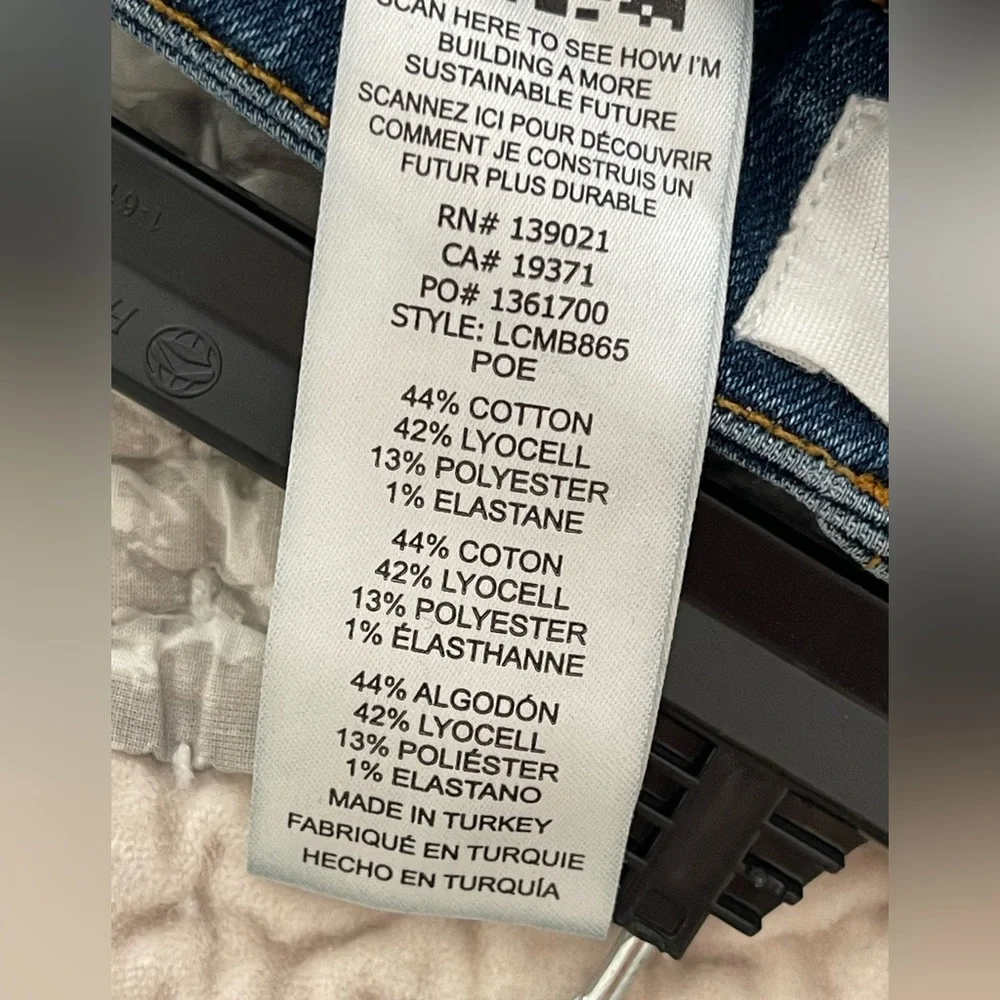 SCAN HERE TO SEE HOW I'M
BUILDING A MORE
SUSTAINABLE FUTURE
SCANNEZ ICI POUR DÉCOUVRIR
COMMENT JE CONSTRUIS UN
FUTUR PLUS DURABLE
RN# 139021
CA# 19371
PO# 1361700
STYLE: LCMB865
POE
44% COTTON
42% LYOCELL
13% POLYESTER
1% ELASTANE
44% COTON
42% LYOCELL
13% POLYESTER
1% ÉLASTHANNE
44% ALGODÓN
42% LYOCELL
13% POLIÉSTER
1% ELASTANO
MADE IN TURKEY
FABRIQUÉ EN TURQUIE
HECHO EN TURQUÍA